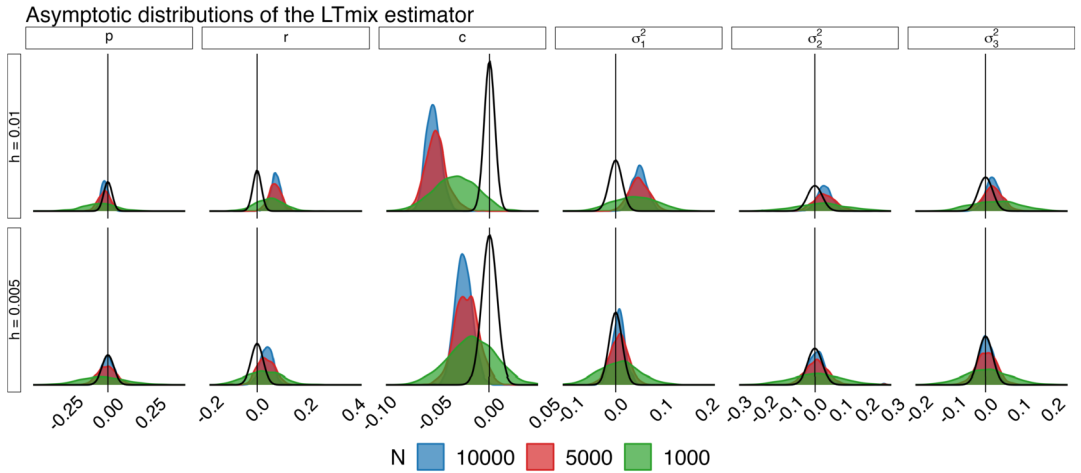 Asymptotic distributions of the LTmix estimator
p r c σ₁² σ₂² σ₃²
h = 0.01
h = 0.005
-0.25 0.00 0.25 -0.2 0.0 0.2 0.4 -0.10 -0.05 0.00 0.05 -0.1 0.0 0.1 0.2 -0.3 -0.2 -0.1 0.0 0.1 0.2 0.3 -0.2 -0.1 0.0 0.1 0.2
N 10000 5000 1000